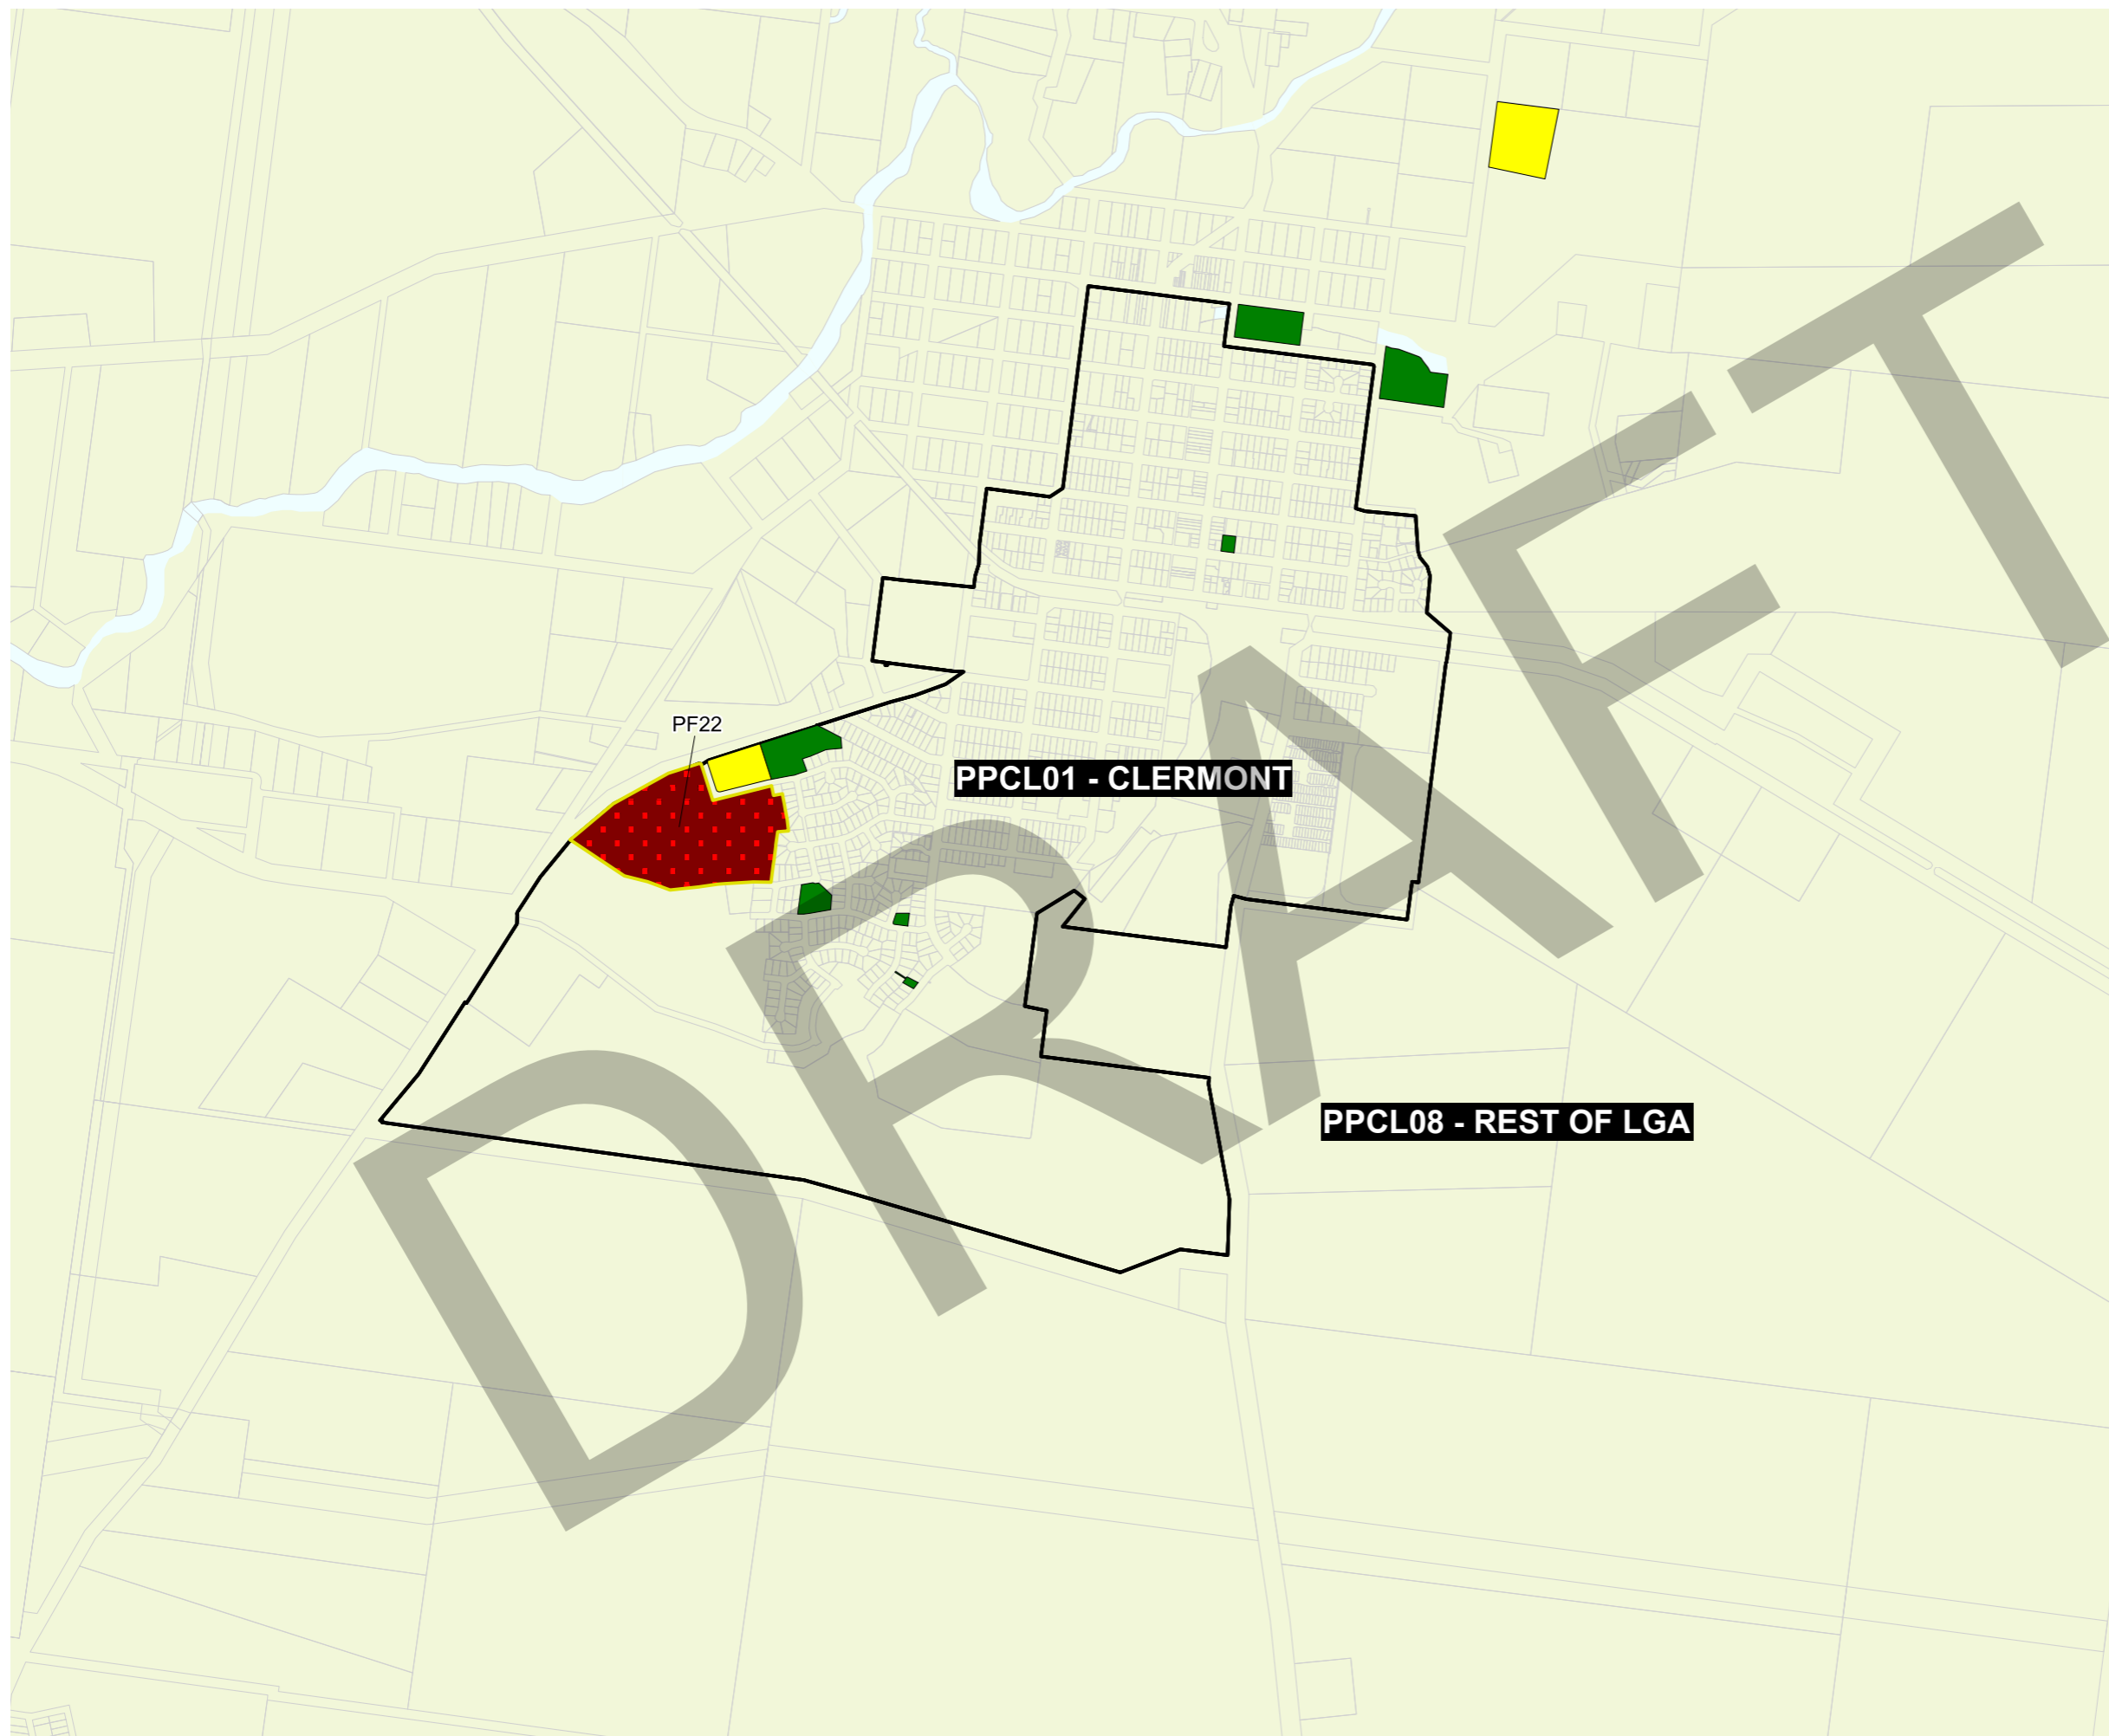 PF22
PPCL01 - CLERMONT
PPCL08 - REST OF LGA
DRAFT